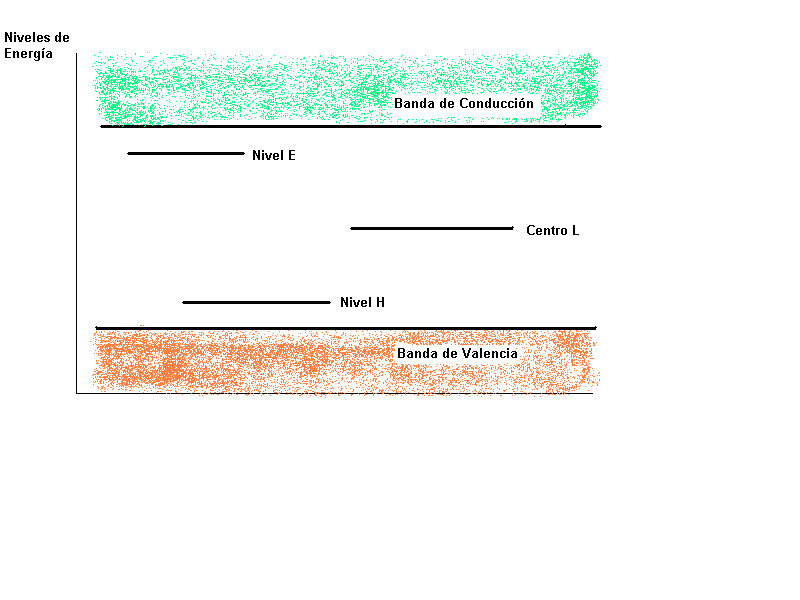 Niveles de
Energía
Banda de Conducción
Nivel E
Centro L
Nivel H
Banda de Valencia